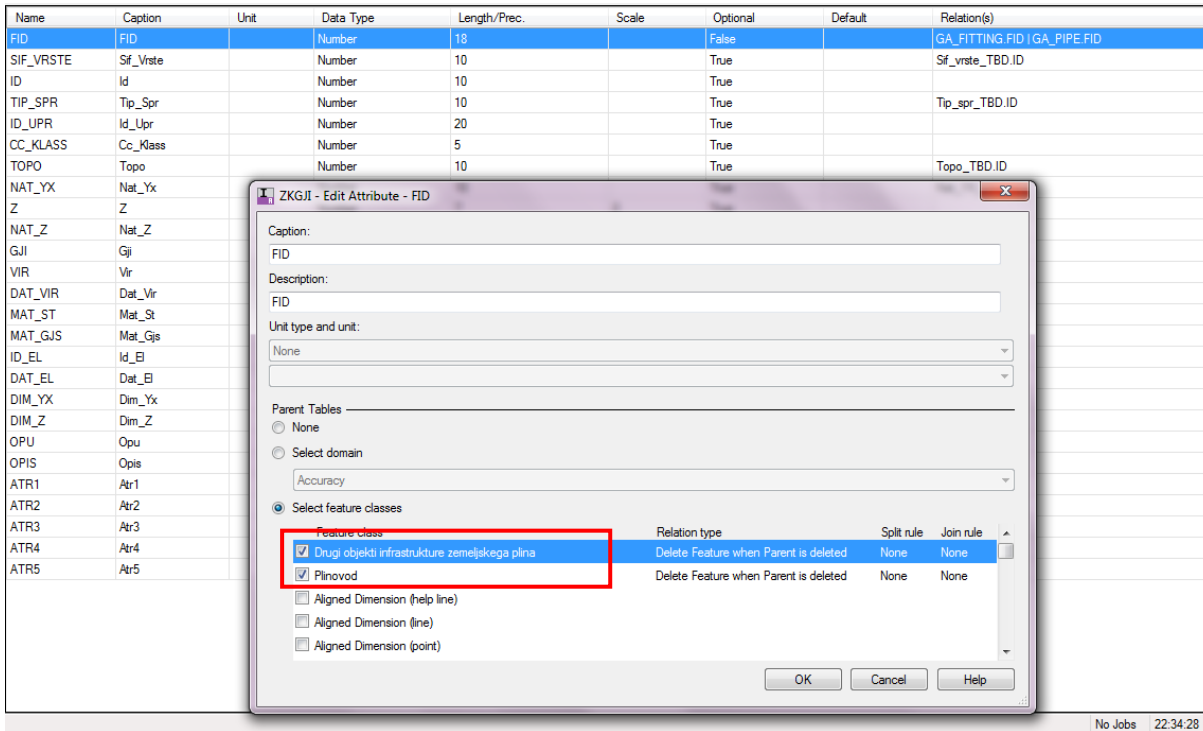 Name Caption Unit Data Type Length/Prec. Scale Optional Default Relation(s)
FID FID Number 18 False GA_FITTING.FID | GA_PIPE.FID
SIF_VRSTE Sif_Vrste Number 10 True Sif_vrste_TBD.ID
ID Id Number 10 True
TIP_SPR Tip_Spr Number 10 True Tip_spr_TBD.ID
ID_UPR Id_Upr Number 20 True
CC_KLASS Cc_Klass Number 5 True
TOPO Topo Number 10 True Topo_TBD.ID
NAT_YX Nat_Yx
Z Z
NAT_Z Nat_Z
GJI Gji
VIR Vir
DAT_VIR Dat_Vir
MAT_ST Mat_St
MAT_GJS Mat_Gjs
ID_EL Id_El
DAT_EL Dat_El
DIM_YX Dim_Yx
DIM_Z Dim_Z
OPU Opu
OPIS Opis
ATR1 Atr1
ATR2 Atr2
ATR3 Atr3
ATR4 Atr4
ATR5 Atr5
ZKGJI - Edit Attribute - FID
Caption:
FID
Description:
FID
Unit type and unit:
None
Parent Tables
None
Select domain
Accuracy
Select feature classes
Feature class Relation type Split rule Join rule
Drugi objekti infrastrukture zemeljskega plina Delete Feature when Parent is deleted None None
Plinovod Delete Feature when Parent is deleted None None
Aligned Dimension (help line)
Aligned Dimension (line)
Aligned Dimension (point)
OK Cancel Help
No Jobs 22:34:28